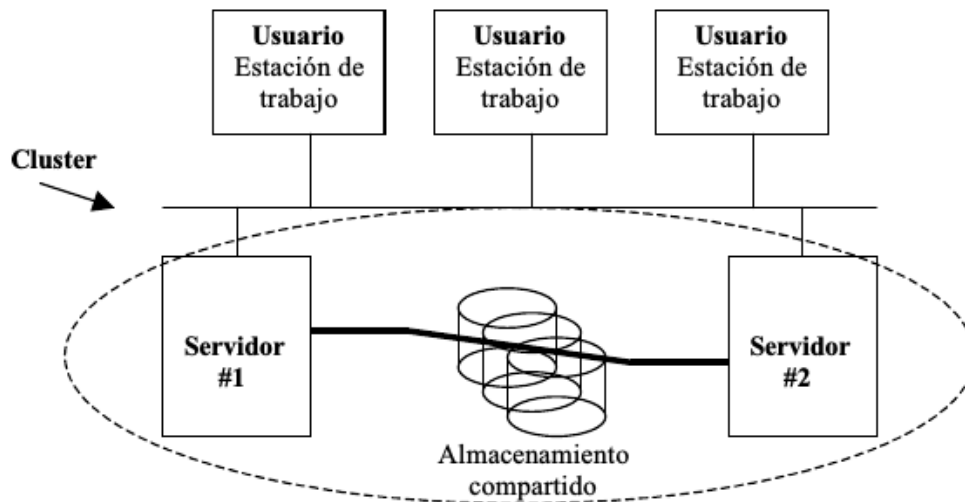 Usuario
Estación de
trabajo
Usuario
Estación de
trabajo
Usuario
Estación de
trabajo
Cluster
Servidor
#1
Servidor
#2
Almacenamiento
compartido